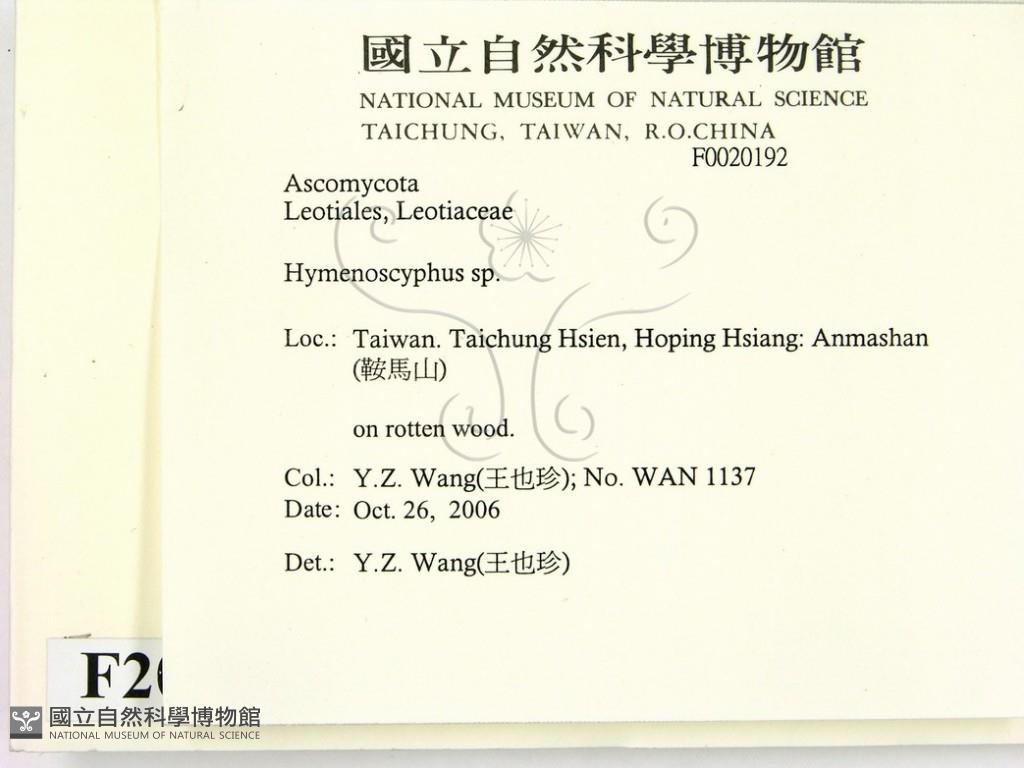 國立自然科學博物館
NATIONAL MUSEUM OF NATURAL SCIENCE
TAICHUNG, TAIWAN, R.O.CHINA
F0020192
Ascomycota
Leotiales, Leotiaceae
Hymenoscyphus sp.
Loc.: Taiwan. Taichung Hsien, Hoping Hsiang: Anmashan
(鞍馬山)
on rotten wood.
Col.: Y.Z. Wang(王也珍); No. WAN 1137
Date: Oct. 26, 2006
Det.: Y.Z. Wang(王也珍)
F2
國立自然科學博物館
NATIONAL MUSEUM OF NATURAL SCIENCE